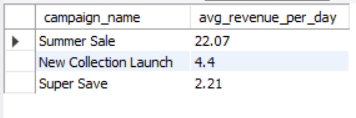 campaign_name avg_revenue_per_day
Summer Sale 22.07
New Collection Launch 4.4
Super Save 2.21